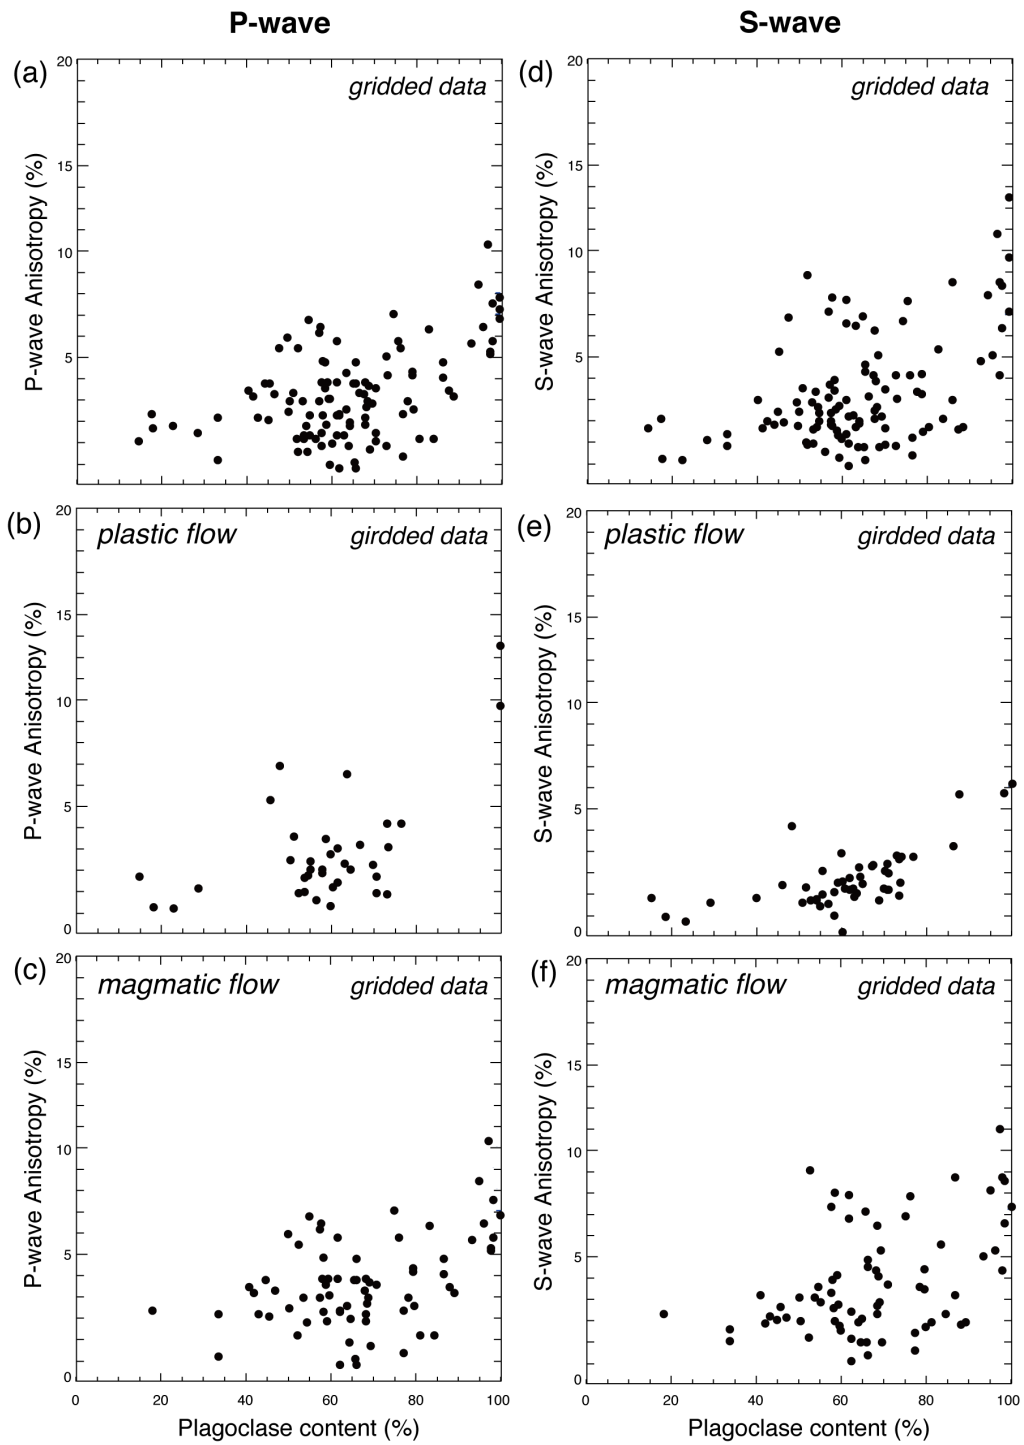 P-wave
S-wave
(a)
gridded data
20
15
10
5
P-wave Anisotropy (%)
(d)
gridded data
20
15
10
5
S-wave Anisotropy (%)
(b)
plastic flow
girdded data
20
15
10
5
0
P-wave Anisotropy (%)
(e)
plastic flow
girdded data
20
15
10
5
0
S-wave Anisotropy (%)
(c)
magmatic flow
gridded data
20
15
10
5
0
P-wave Anisotropy (%)
0 20 40 60 80 100
Plagoclase content (%)
(f)
magmatic flow
gridded data
20
15
10
5
0
S-wave Anisotropy (%)
0 20 40 60 80 100
Plagoclase content (%)